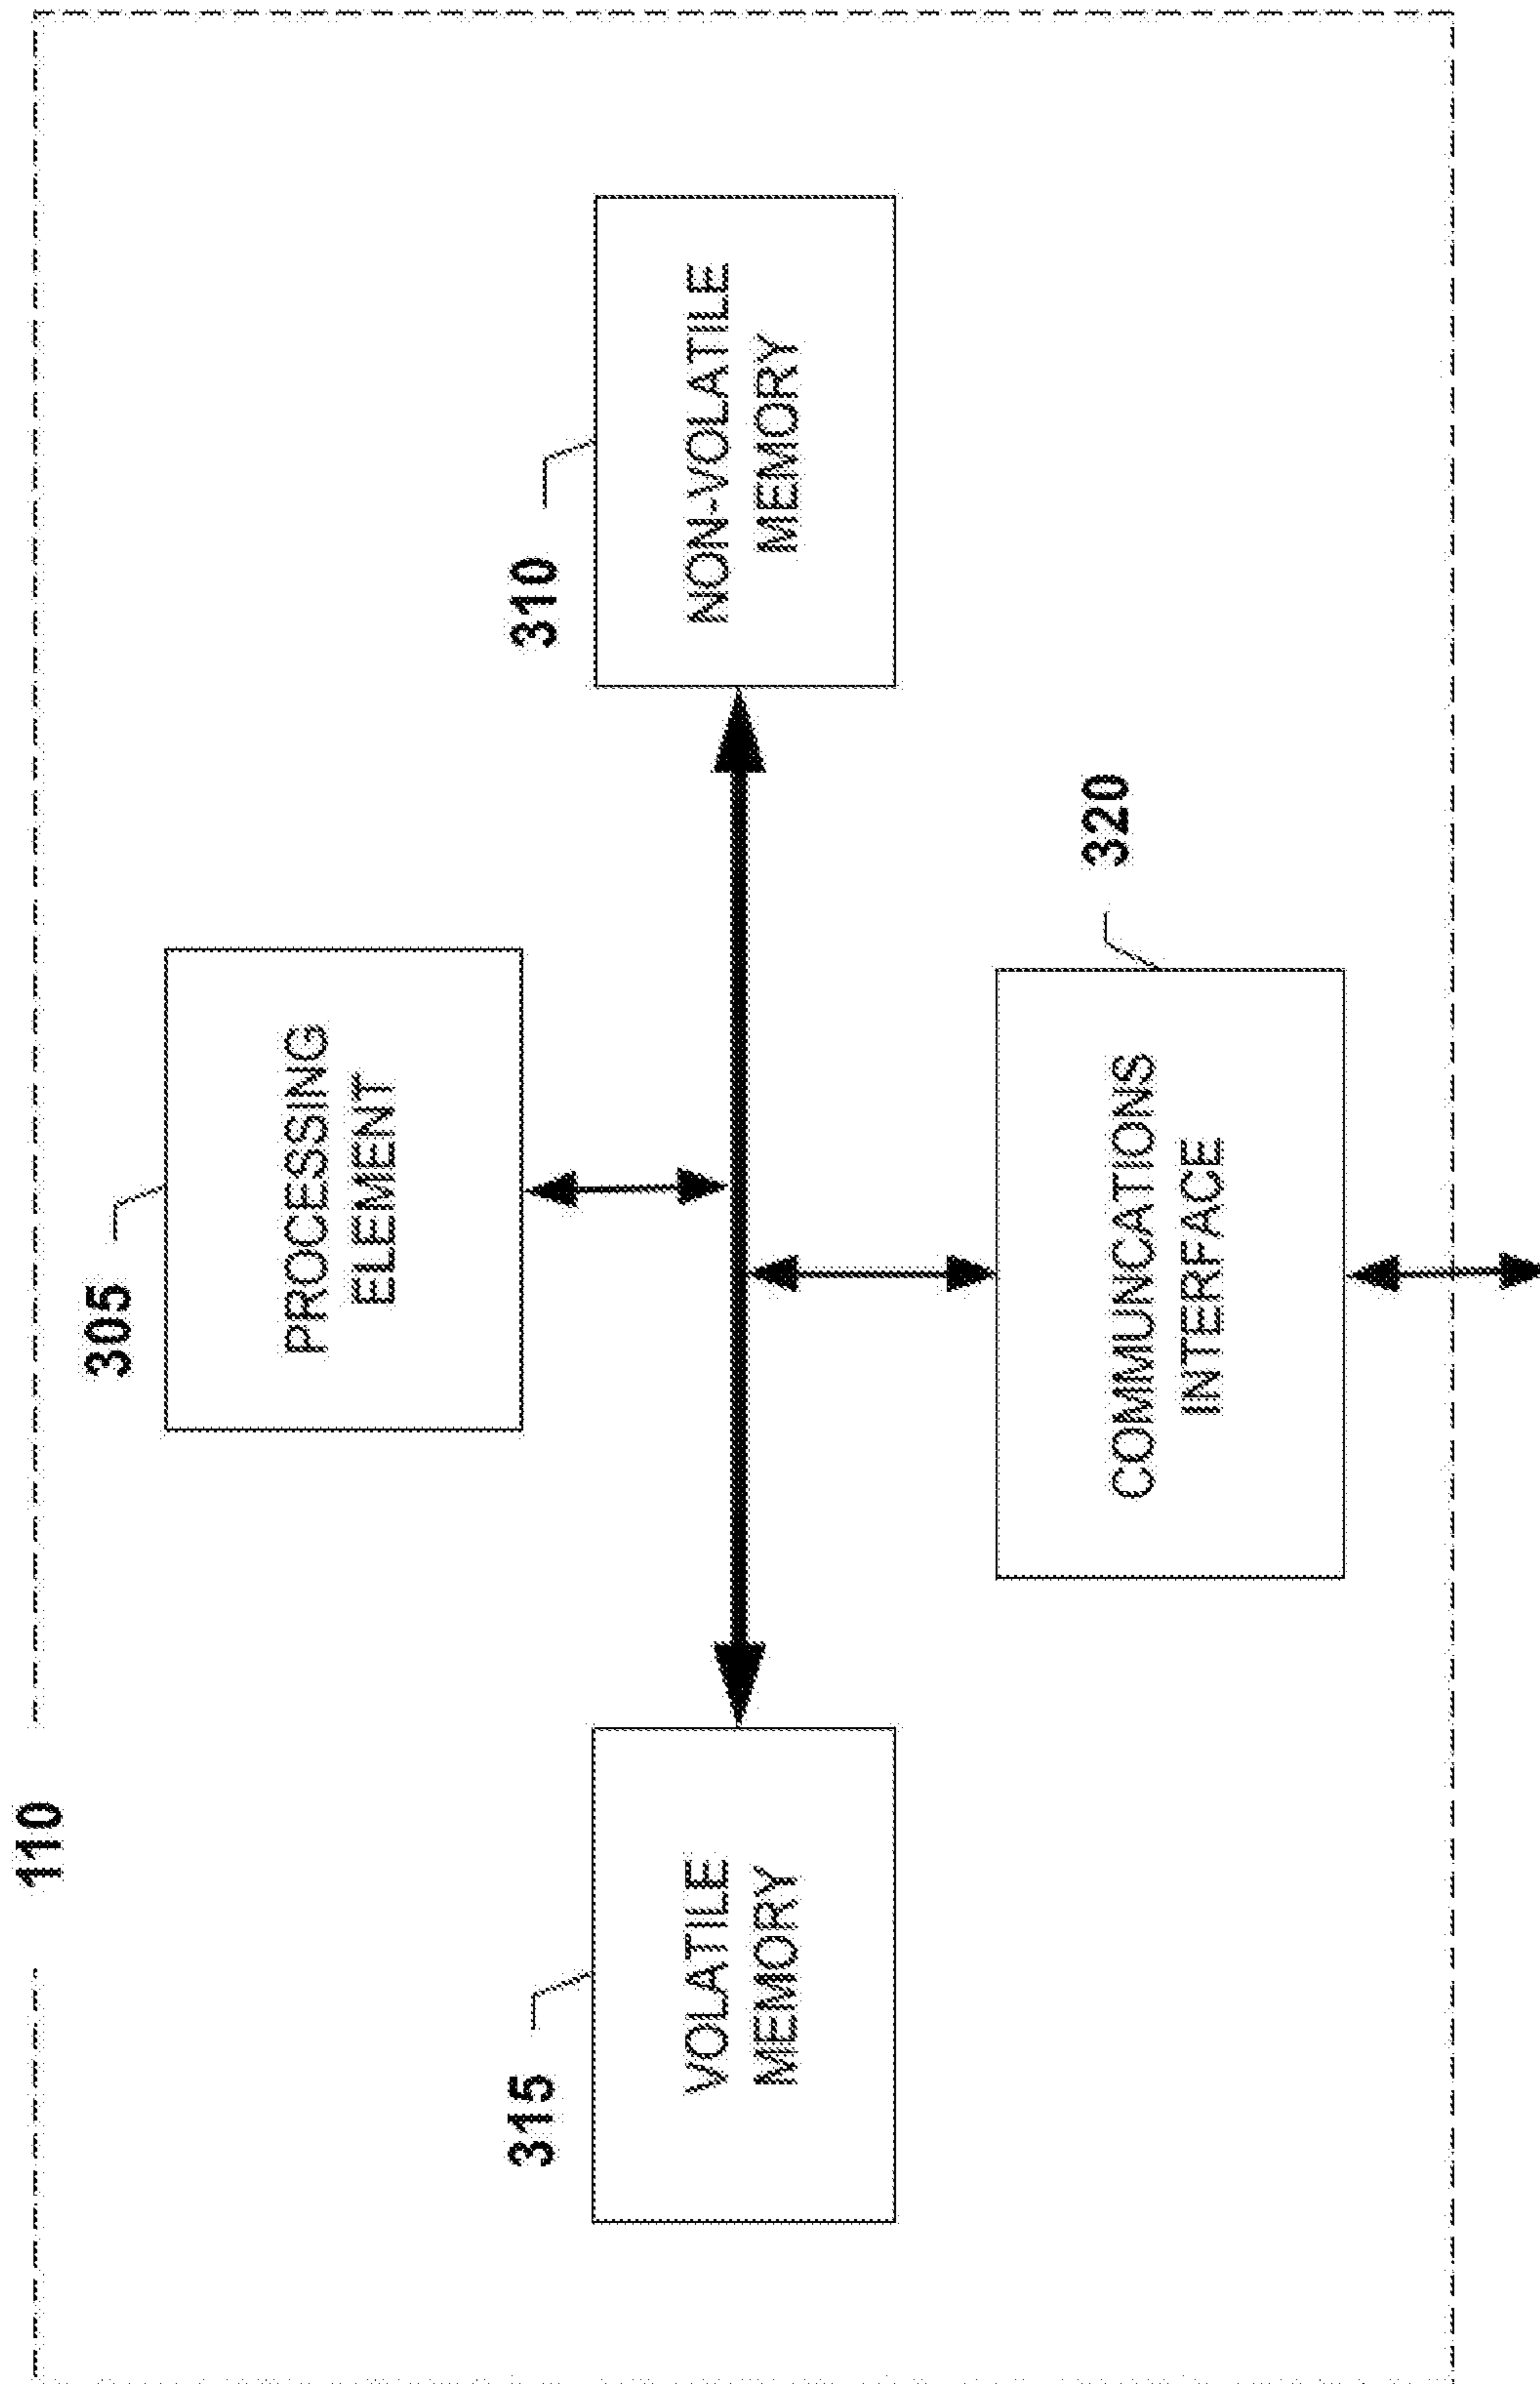 110
305
PROCESSING
ELEMENT
315
VOLATILE
MEMORY
310
NON-VOLATILE
MEMORY
320
COMMUNCATIONS
INTERFACE